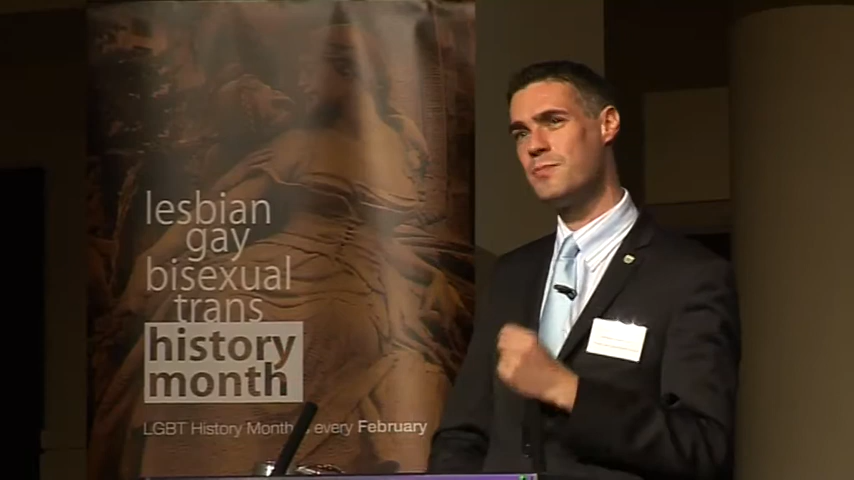 lesbian
gay
bisexual
trans
history
month
LGBT History Month every February